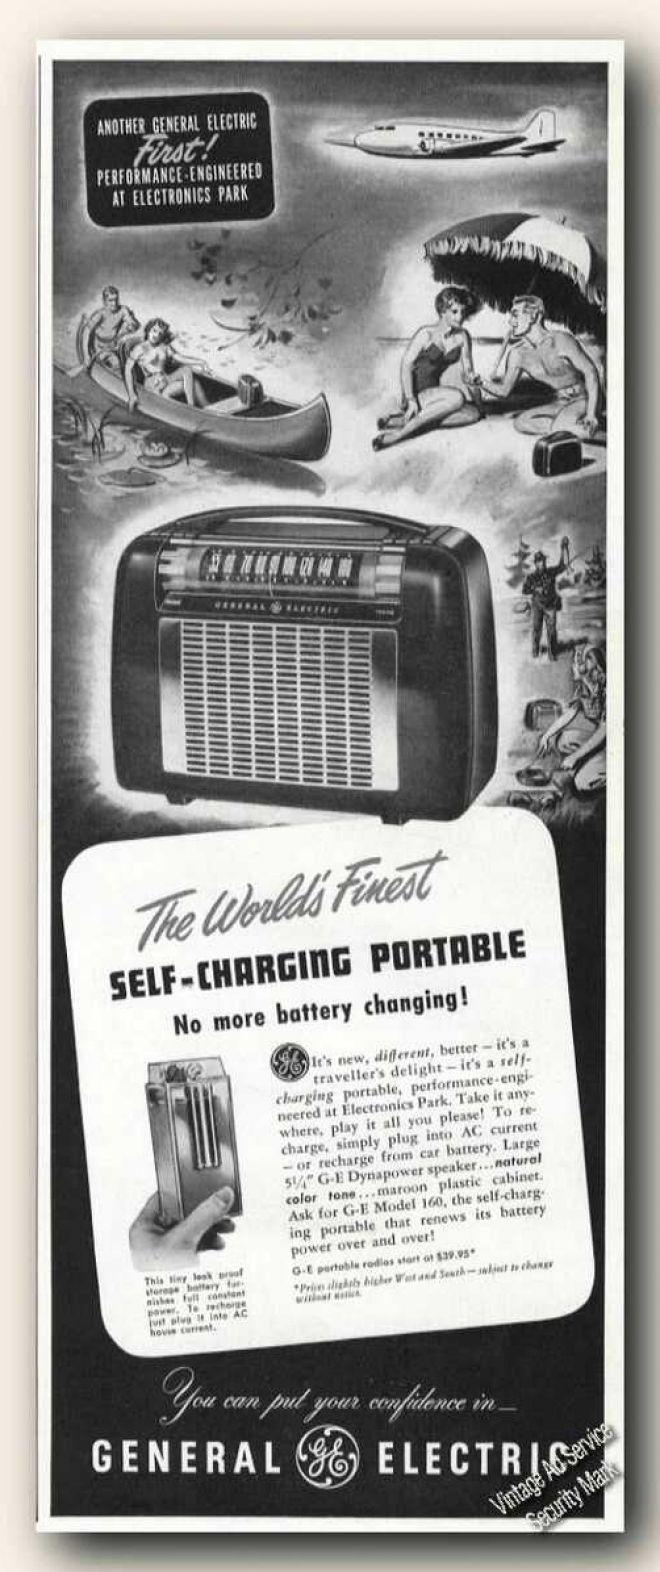 ANOTHER GENERAL ELECTRIC
First!
PERFORMANCE-ENGINEERED
AT ELECTRONICS PARK
GENERAL GE ELECTRIC
The World's Finest
SELF-CHARGING PORTABLE
No more battery changing!
GE It's new, different, better – it's a
traveller's delight – it's a self-
charging portable, performance-engi-
neered at Electronics Park. Take it any-
where, play it all you please! To re-
charge, simply plug into AC current
– or recharge from car battery. Large
5¼" G-E Dynapower speaker...natural
color tone...maroon plastic cabinet.
Ask for G-E Model 160, the self-charg-
ing portable that renews its battery
power over and over!
G-E portable radios start at $39.95*
*Prices slightly higher West and South – subject to change
without notice.
This tiny leak proof
storage battery fur-
nishes full constant
power. To recharge
just plug it into AC
house current.
You can put your confidence in—
GENERAL GE ELECTRIC
Vintage Ad Service
Security Mark